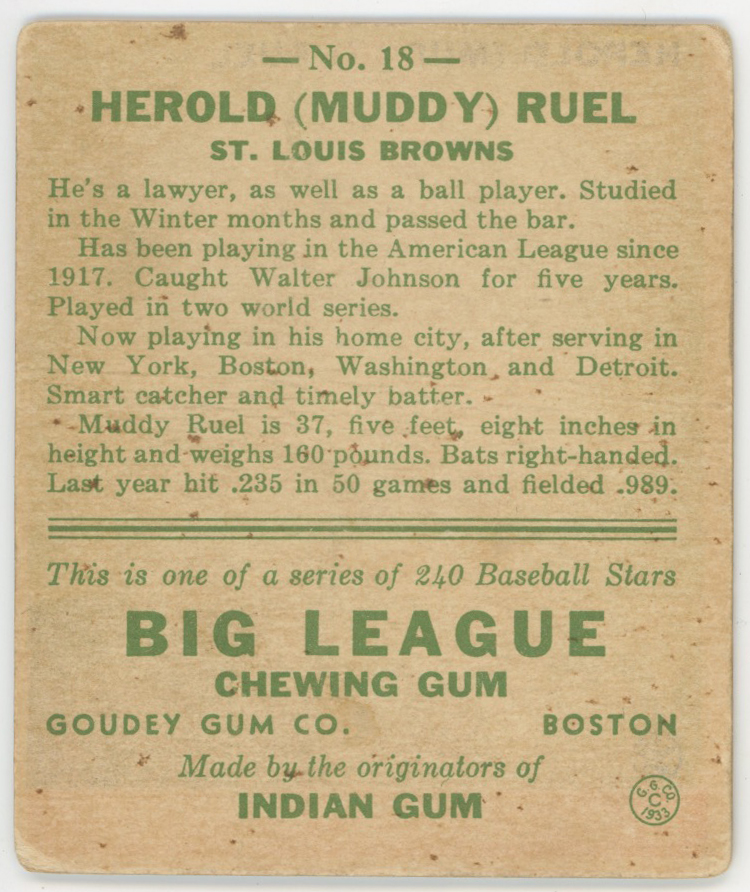 — No. 18 —
HEROLD (MUDDY) RUEL
ST. LOUIS BROWNS
He's a lawyer, as well as a ball player. Studied
in the Winter months and passed the bar.
Has been playing in the American League since
1917. Caught Walter Johnson for five years.
Played in two world series.
Now playing in his home city, after serving in
New York, Boston, Washington and Detroit.
Smart catcher and timely batter.
Muddy Ruel is 37, five feet, eight inches in
height and weighs 160 pounds. Bats right-handed.
Last year hit .235 in 50 games and fielded .989.
This is one of a series of 240 Baseball Stars
BIG LEAGUE
CHEWING GUM
GOUDEY GUM CO. BOSTON
Made by the originators of
INDIAN GUM
G. G. CO.
C
1933